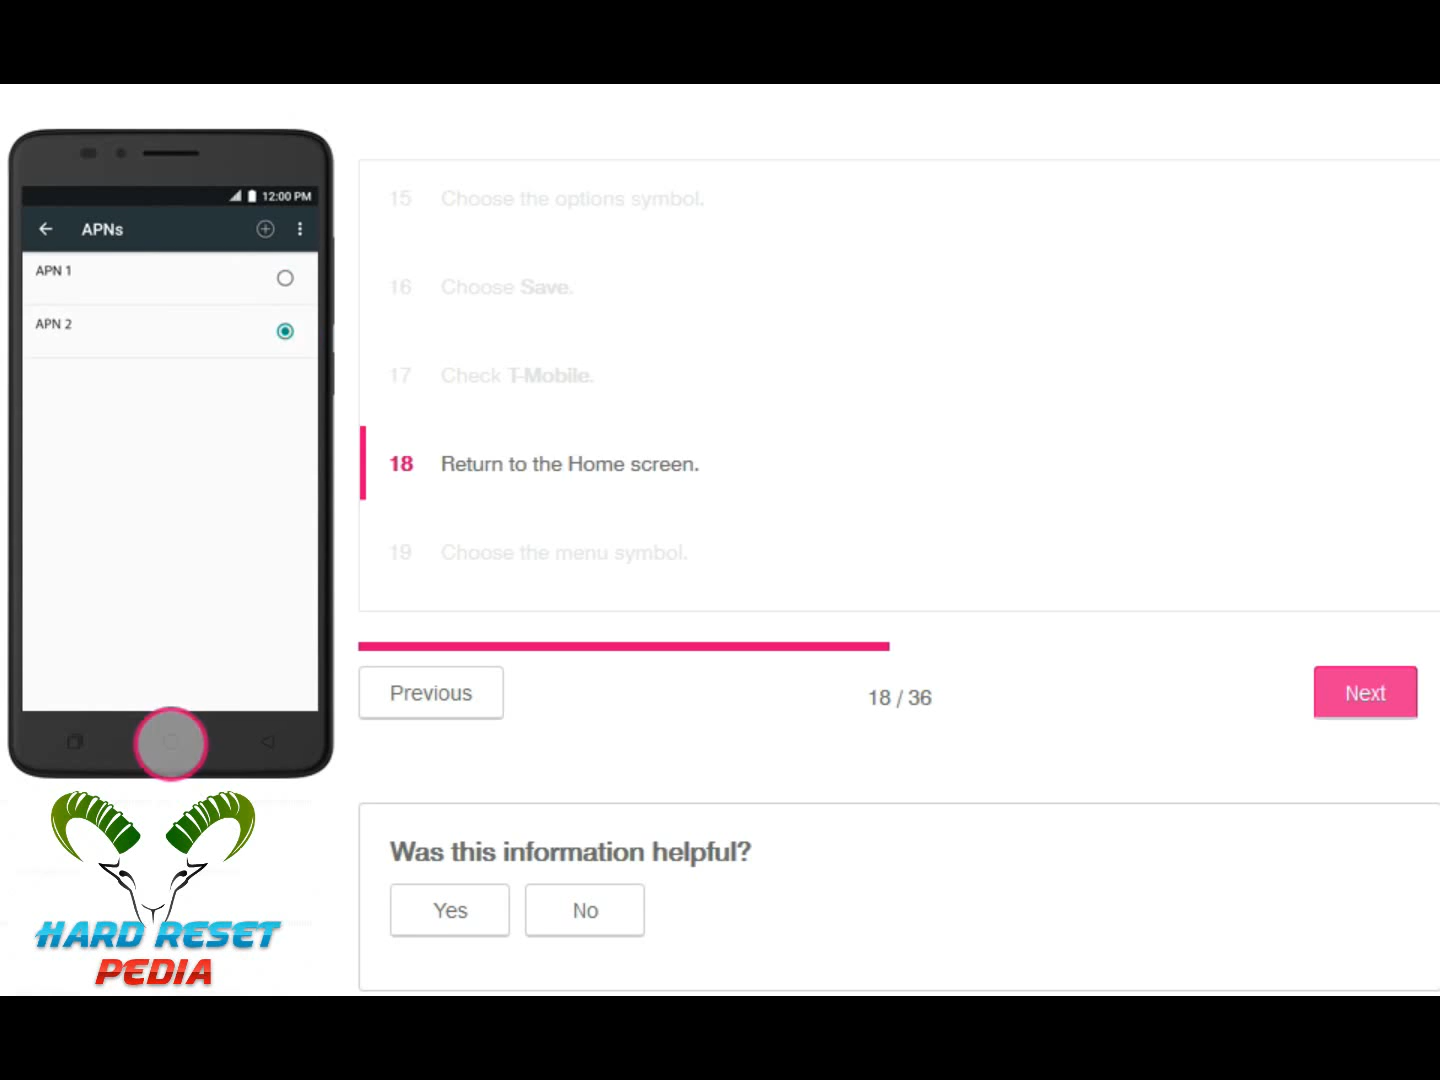 12:00 PM
APNs
APN 1
APN 2
15 Choose the options symbol.
16 Choose Save.
17 Check T-Mobile.
18 Return to the Home screen.
19 Choose the menu symbol.
Previous
18 / 36
Next
Was this information helpful?
Yes
No
HARD RESET
PEDIA